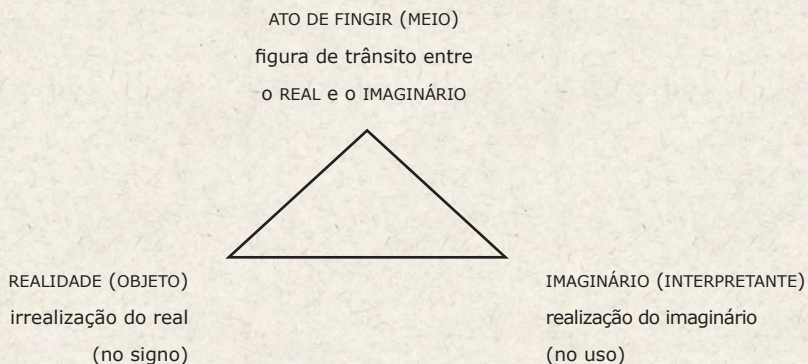 ATO DE FINGIR (MEIO)
figura de trânsito entre
o REAL e o IMAGINÁRIO
REALIDADE (OBJETO)
irrealização do real
(no signo)
IMAGINÁRIO (INTERPRETANTE)
realização do imaginário
(no uso)